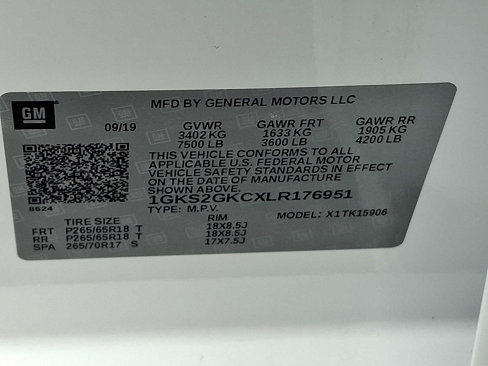 GM
MFD BY GENERAL MOTORS LLC
09/19 GVWR GAWR FRT GAWR RR
3402 KG 1633 KG 1905 KG
7500 LB 3600 LB 4200 LB
THIS VEHICLE CONFORMS TO ALL
APPLICABLE U.S. FEDERAL MOTOR
VEHICLE SAFETY STANDARDS IN EFFECT
ON THE DATE OF MANUFACTURE
SHOWN ABOVE.
8624
1GKS2GKCXLR176951
TYPE: M.P.V. MODEL: X1TK15906
TIRE SIZE RIM
FRT P265/65R18 T 18X8.5J
RR P265/65R18 T 18X8.5J
SPA 265/70R17 S 17X7.5J